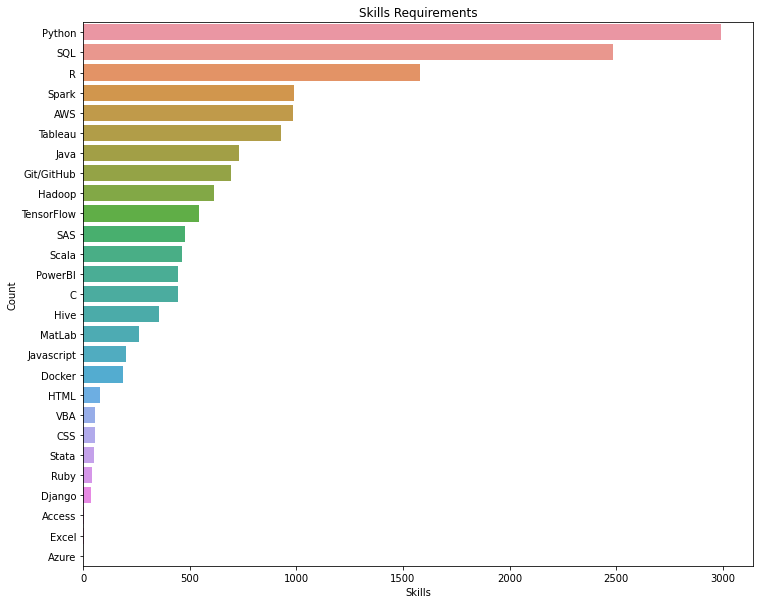 Skills Requirements
Python
SQL
R
Spark
AWS
Tableau
Java
Git/GitHub
Hadoop
TensorFlow
SAS
Scala
PowerBI
C
Hive
MatLab
Javascript
Docker
HTML
VBA
CSS
Stata
Ruby
Django
Access
Excel
Azure
Count
0 500 1000 1500 2000 2500 3000
Skills